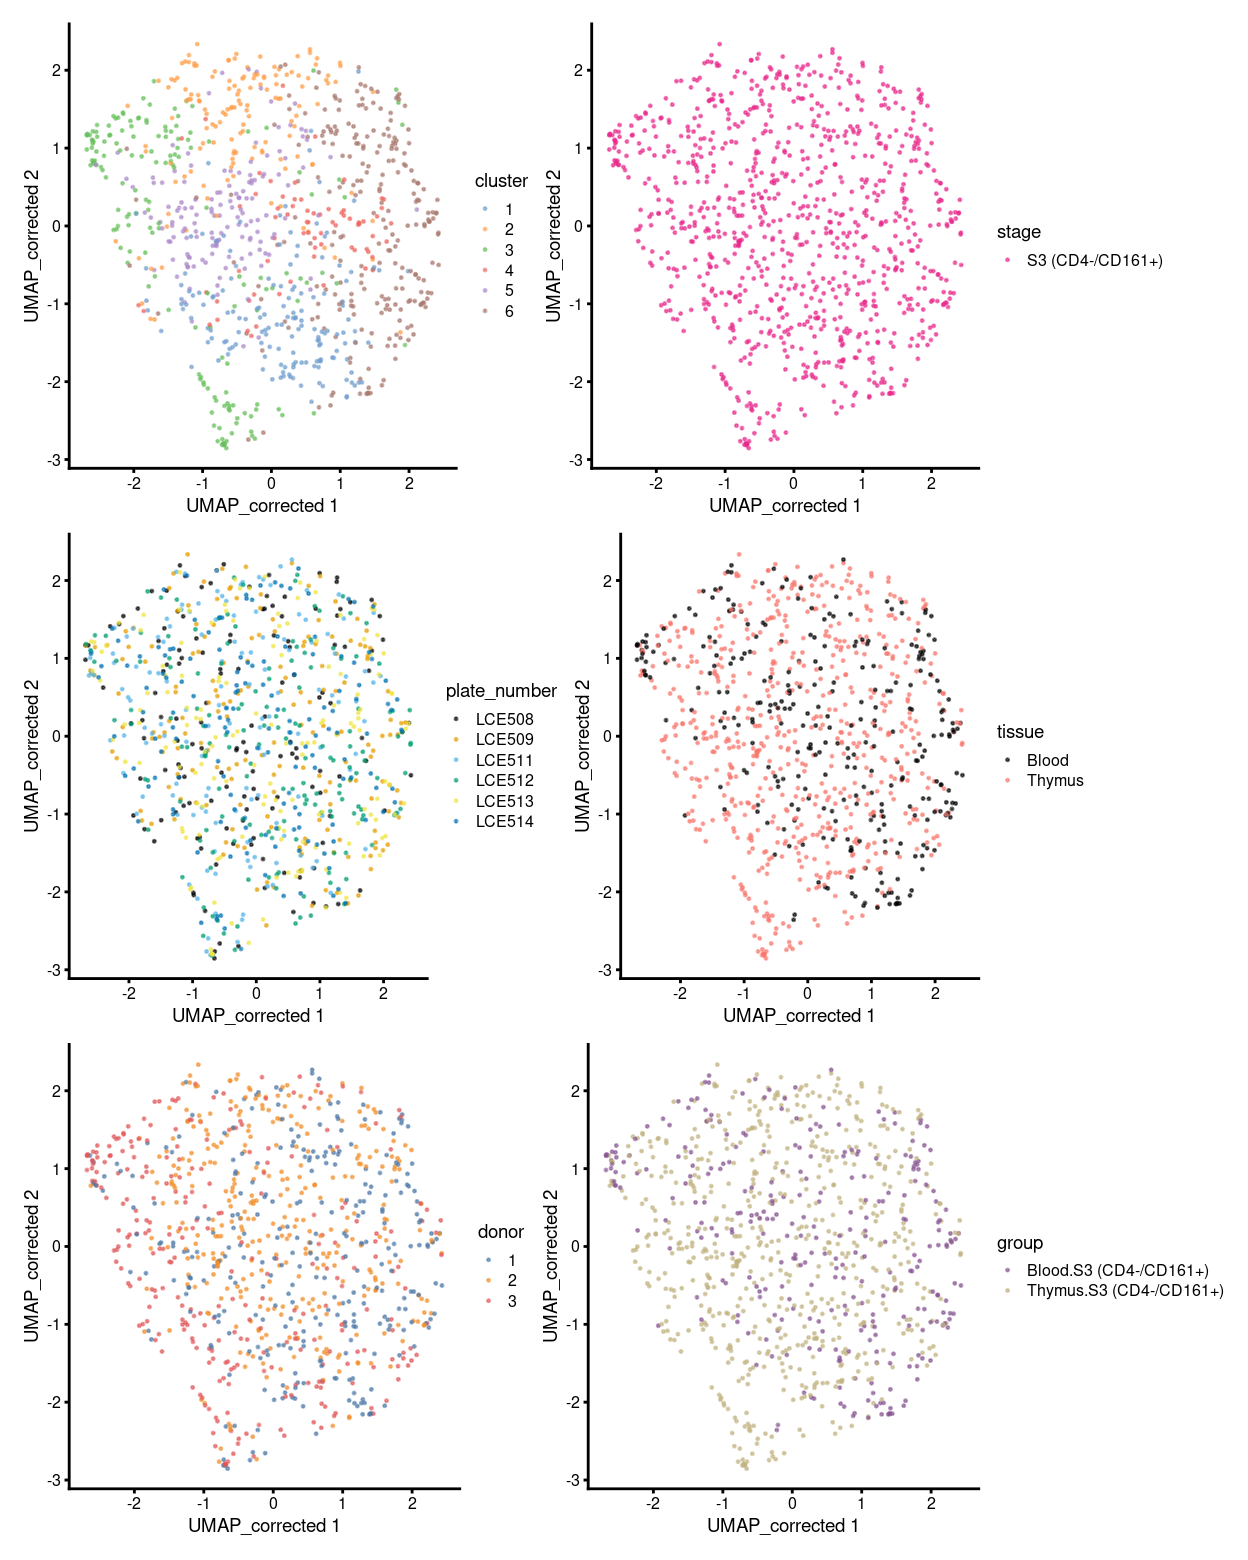 UMAP_corrected 2
2
1
0
-1
-2
-3
-2
-1
0
1
2
UMAP_corrected 1
cluster
1
2
3
4
5
6
UMAP_corrected 2
2
1
0
-1
-2
-3
-2
-1
0
1
2
UMAP_corrected 1
stage
S3 (CD4-/CD161+)
UMAP_corrected 2
2
1
0
-1
-2
-3
-2
-1
0
1
2
UMAP_corrected 1
plate_number
LCE508
LCE509
LCE511
LCE512
LCE513
LCE514
UMAP_corrected 2
2
1
0
-1
-2
-3
-2
-1
0
1
2
UMAP_corrected 1
tissue
Blood
Thymus
UMAP_corrected 2
2
1
0
-1
-2
-3
-2
-1
0
1
2
UMAP_corrected 1
donor
1
2
3
UMAP_corrected 2
2
1
0
-1
-2
-3
-2
-1
0
1
2
UMAP_corrected 1
group
Blood.S3 (CD4-/CD161+)
Thymus.S3 (CD4-/CD161+)